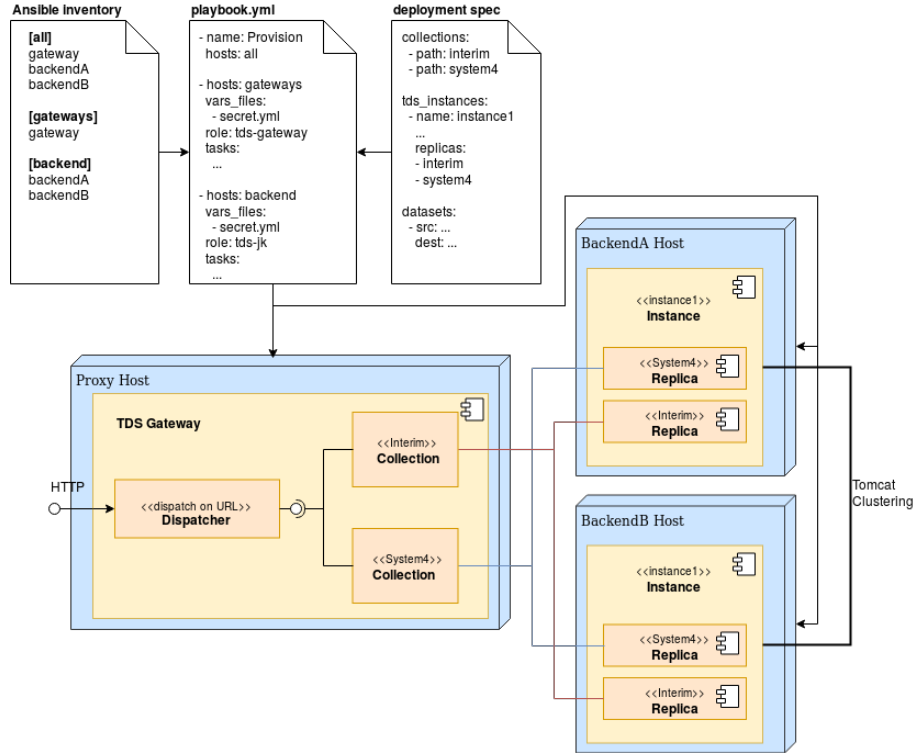 Ansible inventory
[all]
gateway
backendA
backendB
[gateways]
gateway
[backend]
backendA
backendB
playbook.yml
- name: Provision
hosts: all
- hosts: gateways
vars_files:
- secret.yml
role: tds-gateway
tasks:
...
- hosts: backend
vars_files:
- secret.yml
role: tds-jk
tasks:
...
deployment spec
collections:
- path: interim
- path: system4
tds_instances:
- name: instance1
...
replicas:
- interim
- system4
datasets:
- src: ...
dest: ...
BackendA Host
<<instance1>>
Instance
<<System4>>
Replica
<<Interim>>
Replica
Proxy Host
TDS Gateway
HTTP
<<dispatch on URL>>
Dispatcher
<<Interim>>
Collection
<<System4>>
Collection
Tomcat
Clustering
BackendB Host
<<instance1>>
Instance
<<System4>>
Replica
<<Interim>>
Replica